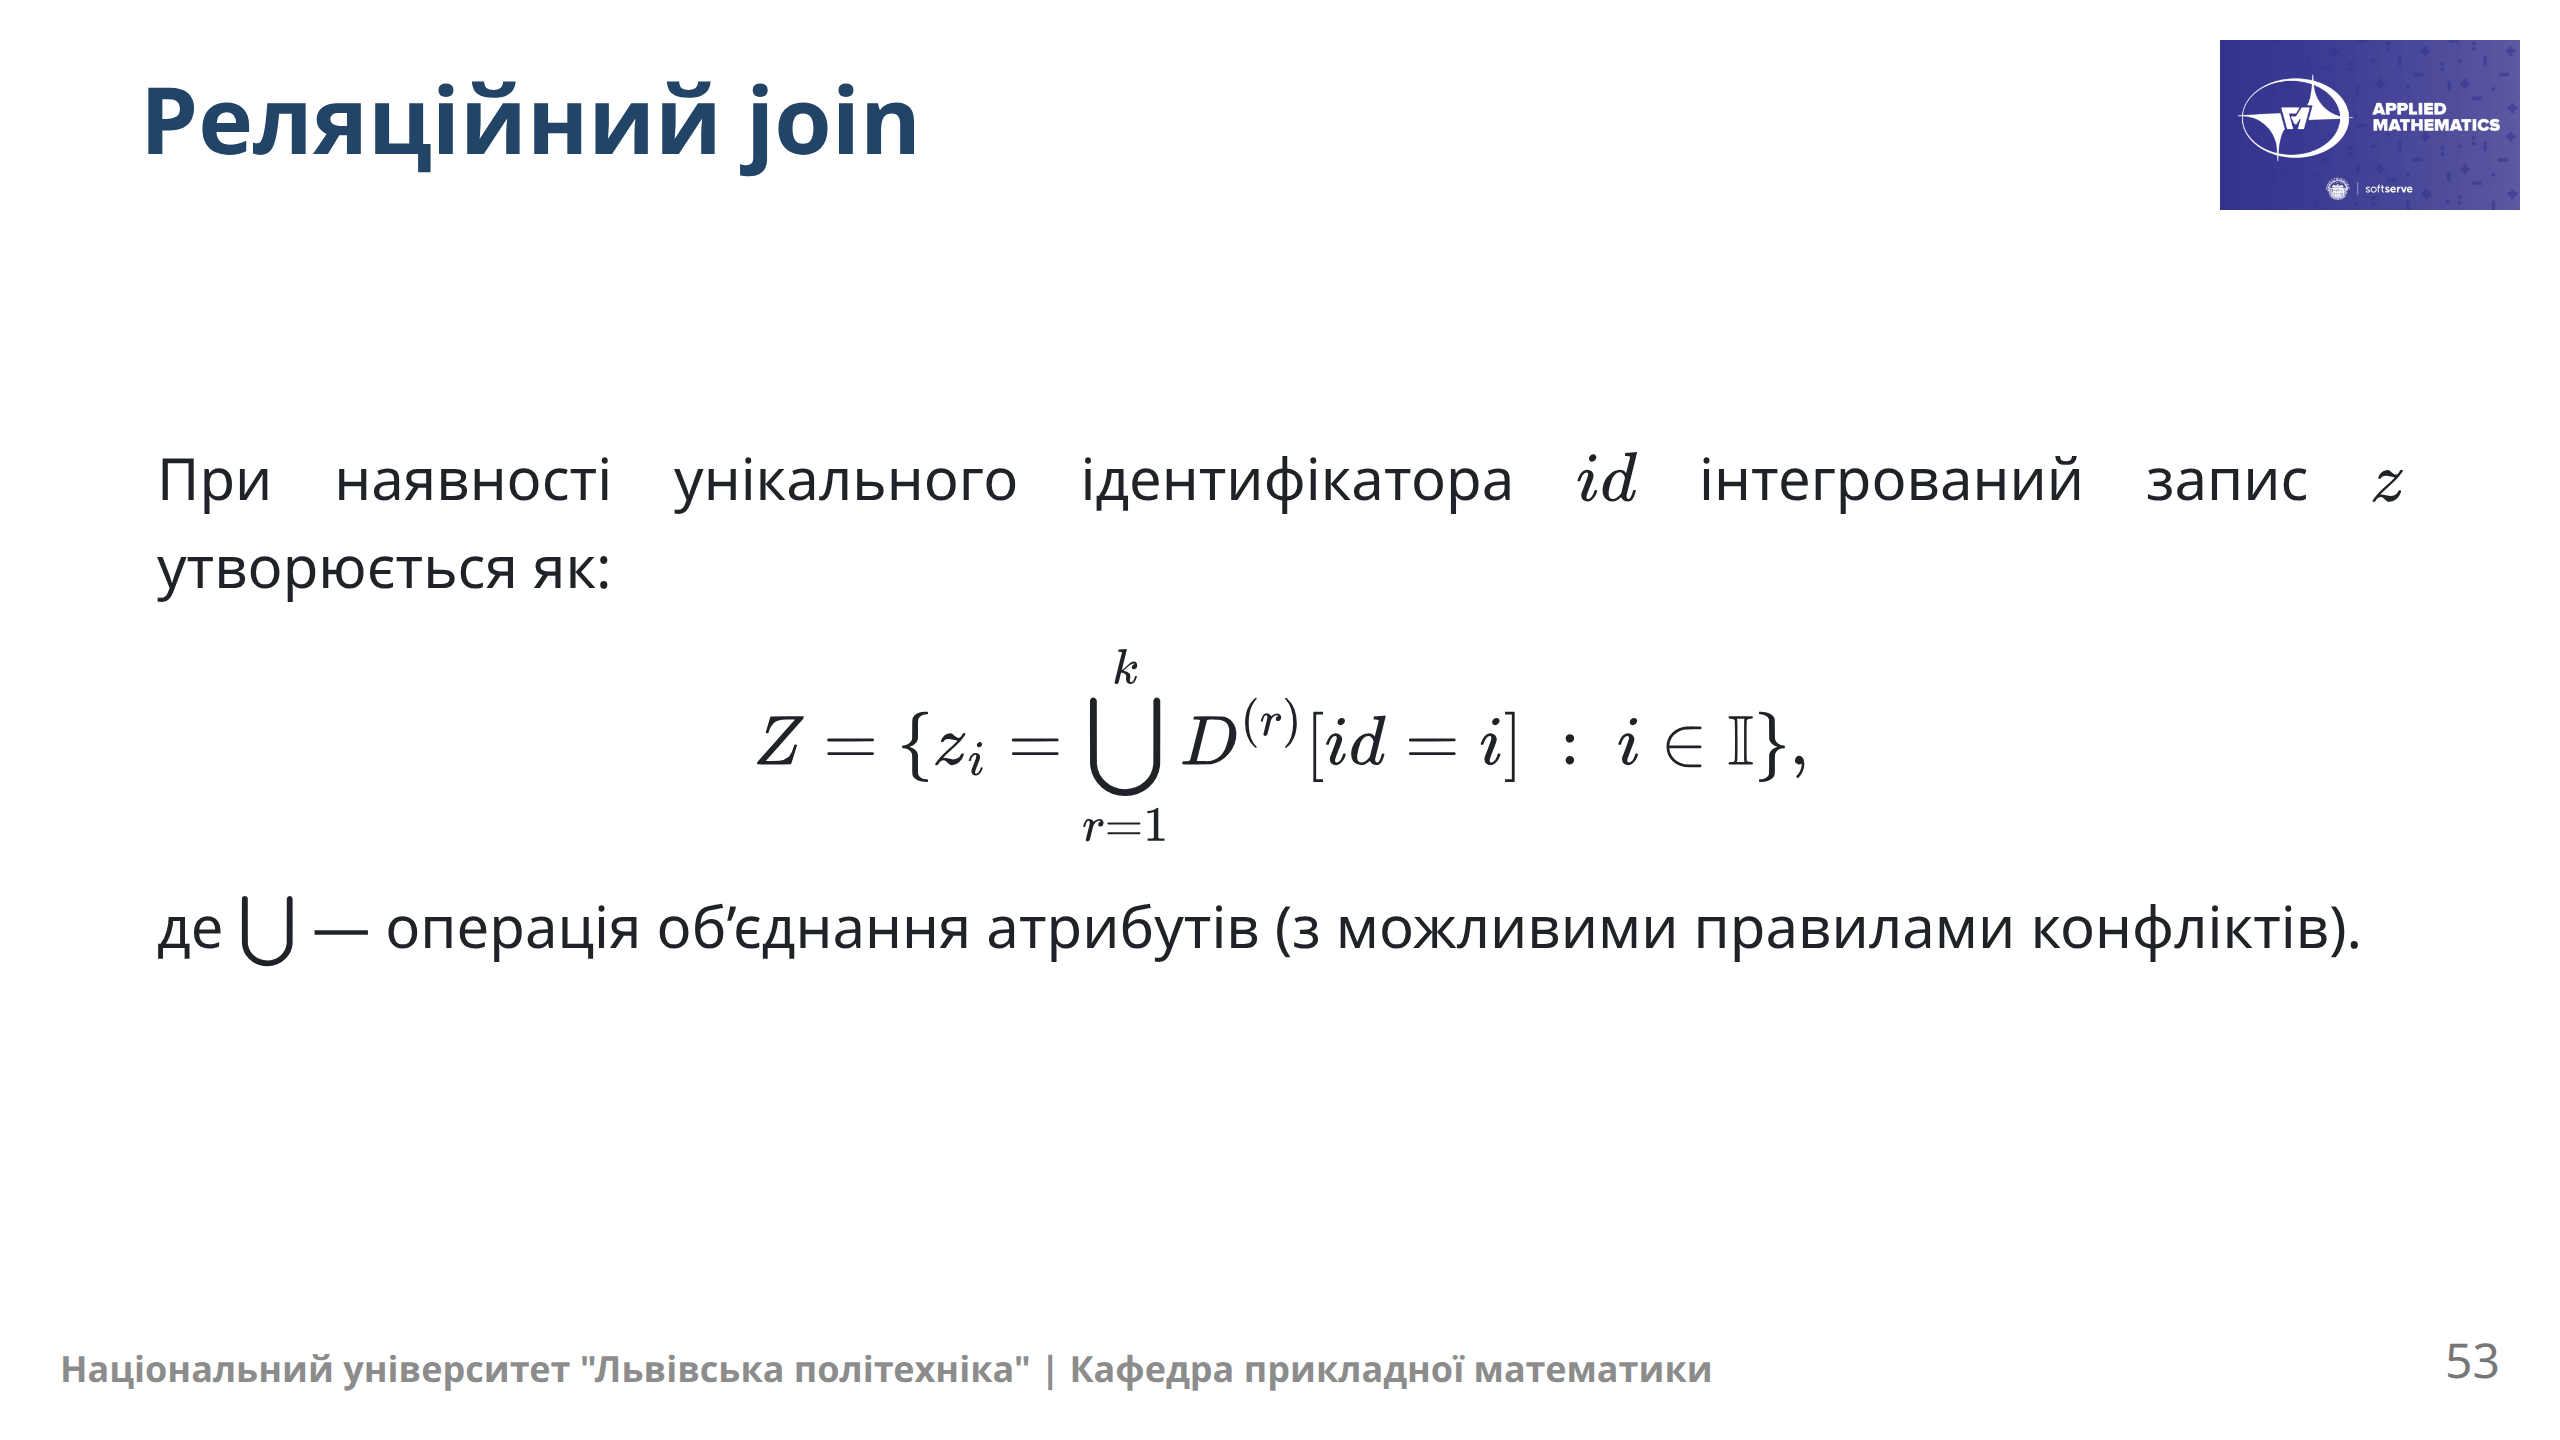 Реляційний join
APPLIED
MATHEMATICS
softserve
При наявності унікального ідентифікатора id інтегрований запис z
утворюється як:
Z = {z_i = ⋃_{r=1}^{k} D^{(r)}[id = i] : i ∈ 𝕀},
де ⋃ — операція об’єднання атрибутів (з можливими правилами конфліктів).
Національний університет "Львівська політехніка" | Кафедра прикладної математики
53